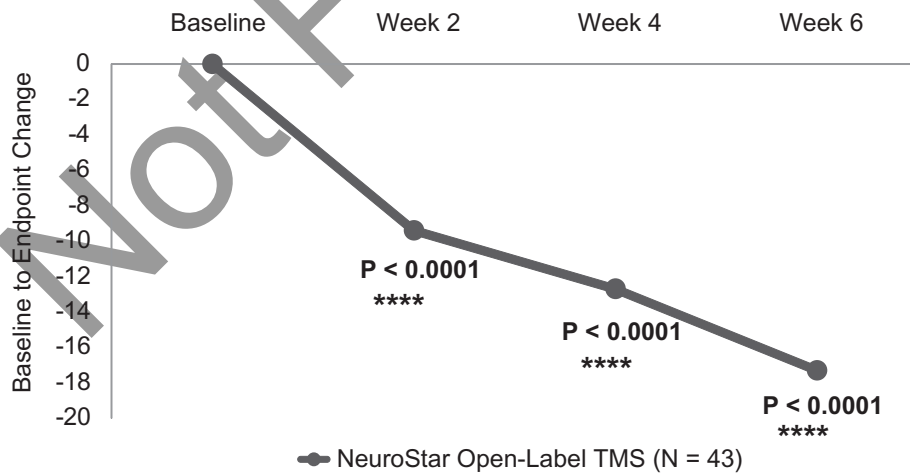 Baseline Week 2 Week 4 Week 6
0
-2
-4
-6
-8
-10
-12
-14
-16
-18
-20
Baseline to Endpoint Change
P < 0.0001
****
P < 0.0001
****
P < 0.0001
****
NeuroStar Open-Label TMS (N = 43)
Not